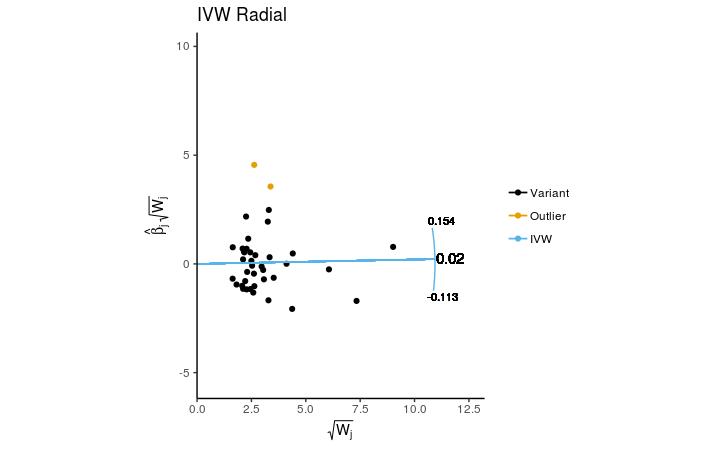 IVW Radial
10
5
0
-5
β̂j√Wj
0.154
0.02
-0.113
0.0 2.5 5.0 7.5 10.0 12.5
√Wj
Variant
Outlier
IVW